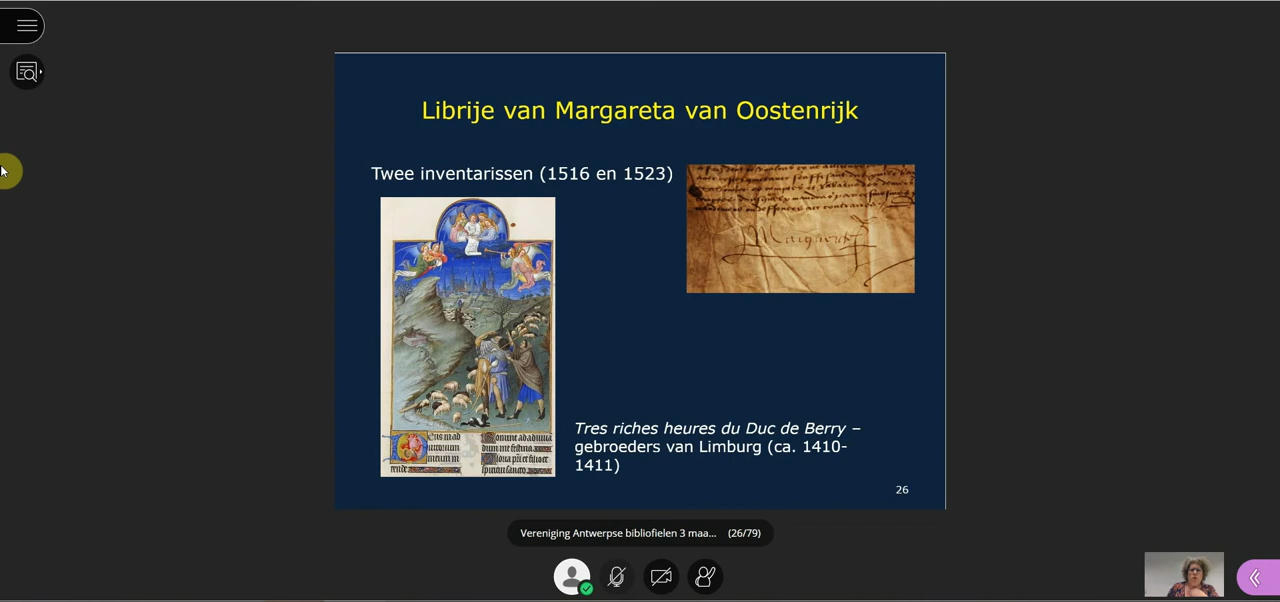 Librije van Margareta van Oostenrijk
Twee inventarissen (1516 en 1523)
Tres riches heures du Duc de Berry –
gebroeders van Limburg (ca. 1410-
1411)
26
Vereniging Antwerpse bibliofielen 3 maa... (26/79)